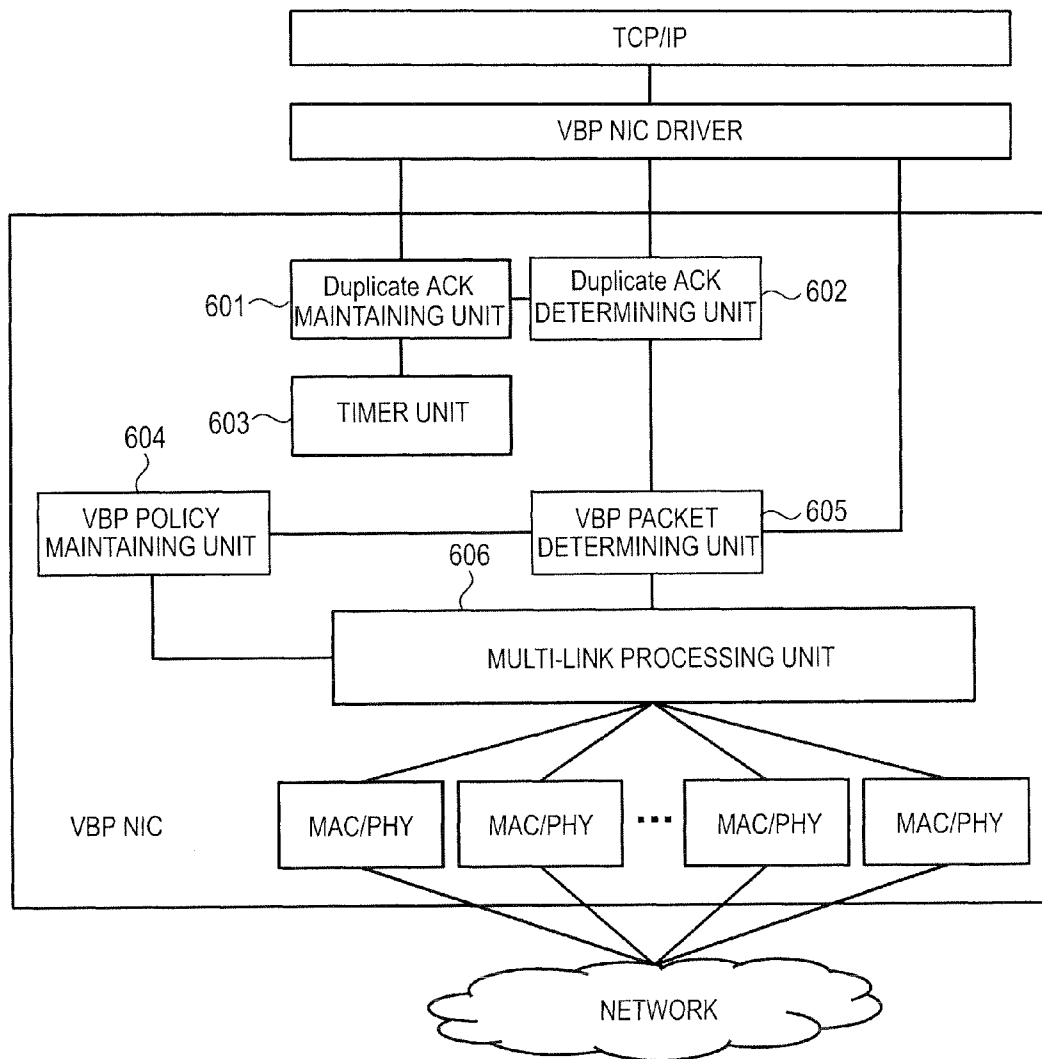 TCP/IP
VBP NIC DRIVER
Duplicate ACK
MAINTAINING UNIT
601
Duplicate ACK
DETERMINING UNIT
602
TIMER UNIT
603
604
VBP POLICY
MAINTAINING UNIT
VBP PACKET
DETERMINING UNIT
605
606
MULTI-LINK PROCESSING UNIT
VBP NIC
MAC/PHY
MAC/PHY
...
MAC/PHY
MAC/PHY
NETWORK